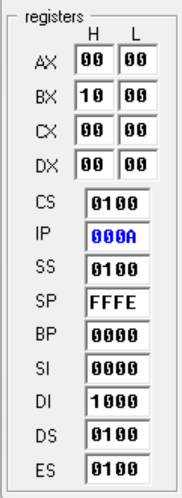 registers
H L
AX 00 00
BX 10 00
CX 00 00
DX 00 00
CS 0100
IP 000A
SS 0100
SP FFFE
BP 0000
SI 0000
DI 1000
DS 0100
ES 0100